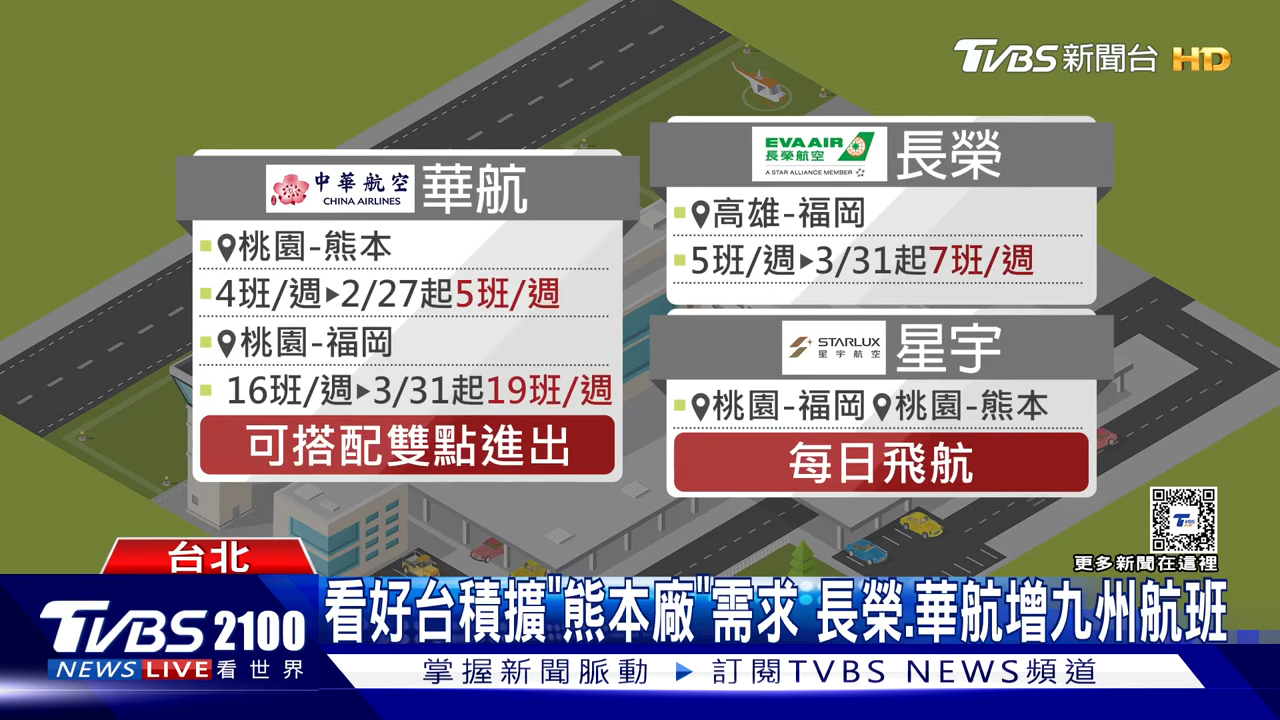 TVBS新聞台 HD
中華航空
CHINA AIRLINES
華航
桃園-熊本
4班/週▸2/27起5班/週
桃園-福岡
16班/週▸3/31起19班/週
可搭配雙點進出
EVA AIR
長榮航空
A STAR ALLIANCE MEMBER
長榮
高雄-福岡
5班/週▸3/31起7班/週
STARLUX
星宇航空
星宇
桃園-福岡 桃園-熊本
每日飛航
TVBS
更多新聞在這裡
台北
看好台積擴"熊本廠"需求 長榮.華航增九州航班
TVBS 2100
NEWS LIVE 看世界
掌握新聞脈動 ▸ 訂閱TVBS NEWS頻道